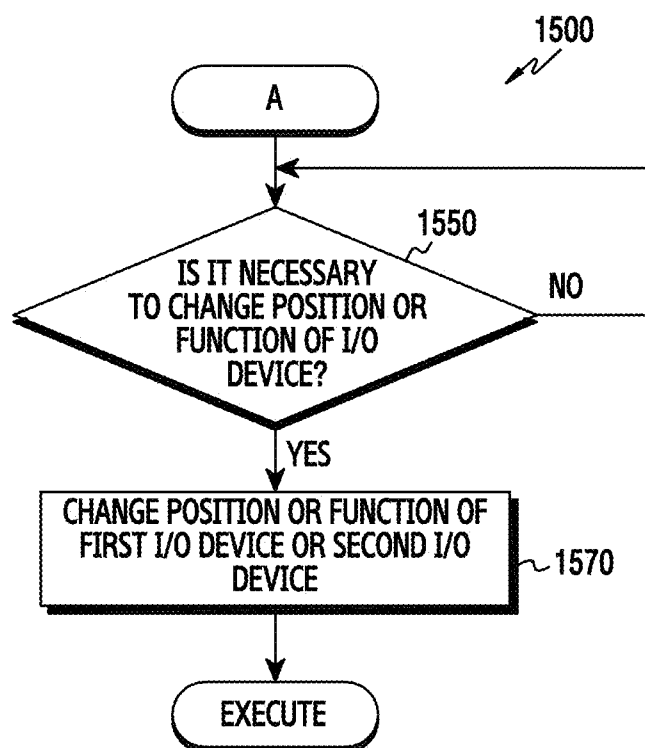 1500
A
1550
IS IT NECESSARY
TO CHANGE POSITION OR
FUNCTION OF I/O
DEVICE?
NO
YES
CHANGE POSITION OR FUNCTION OF
FIRST I/O DEVICE OR SECOND I/O
DEVICE
1570
EXECUTE